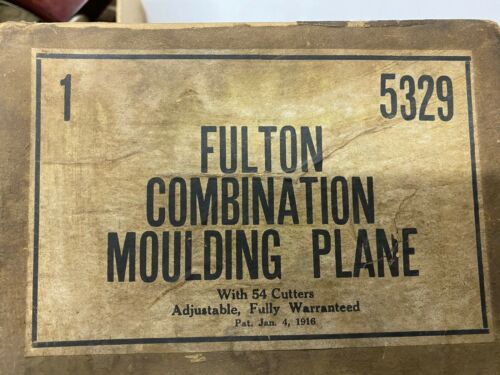 1 5329
FULTON
COMBINATION
MOULDING PLANE
With 54 Cutters
Adjustable, Fully Warranteed
Pat. Jan. 4, 1916